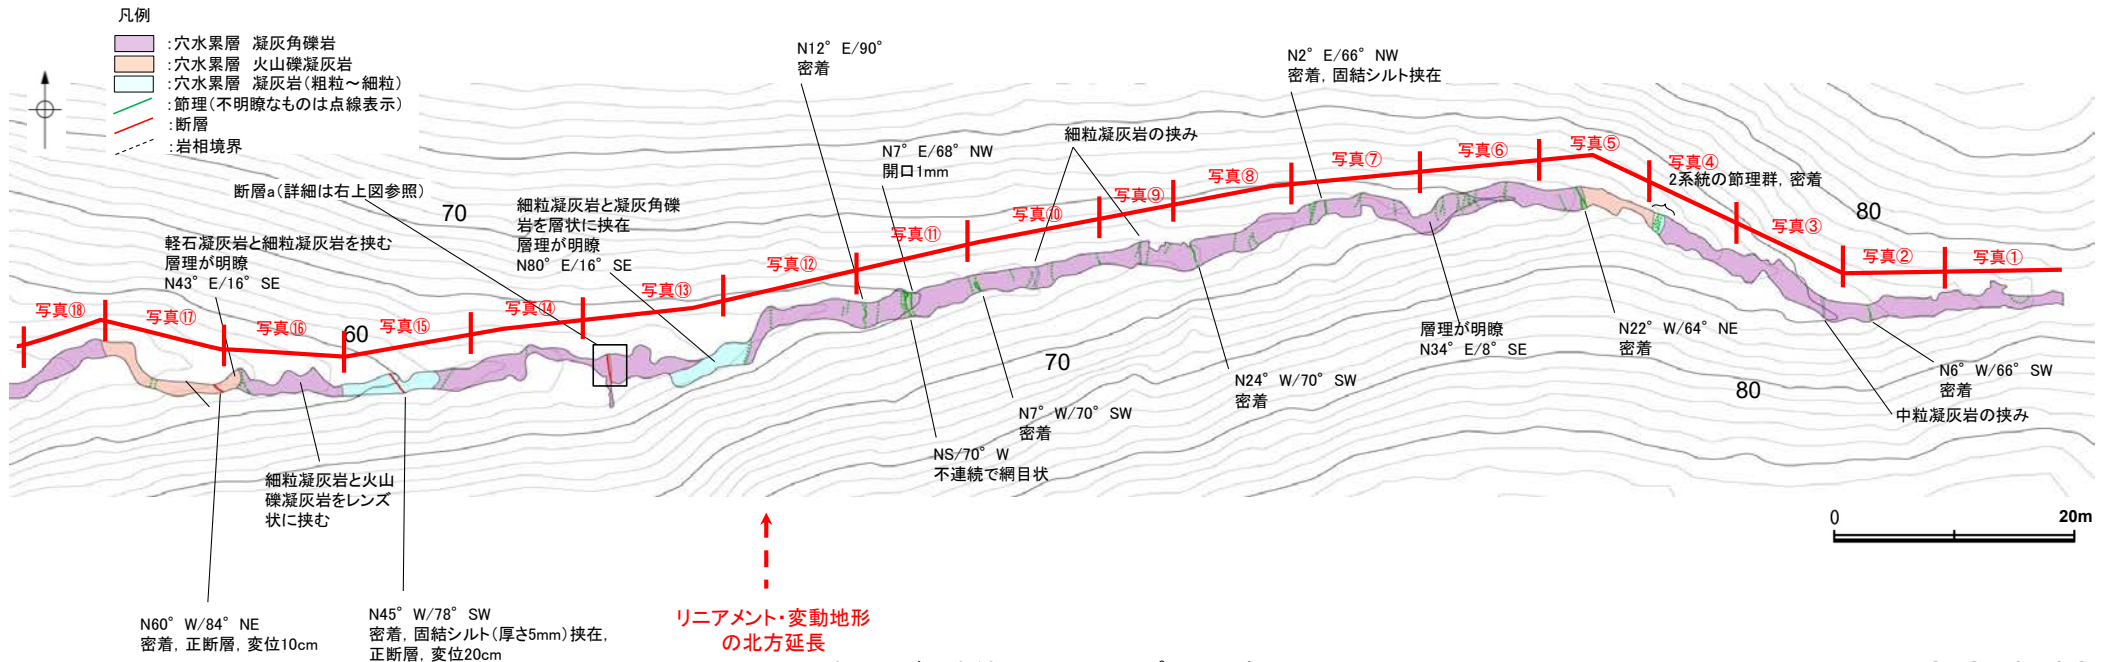 凡例
:穴水累層　凝灰角礫岩
:穴水累層　火山礫凝灰岩
:穴水累層　凝灰岩(粗粒～細粒)
:節理(不明瞭なものは点線表示)
:断層
:岩相境界
断層a(詳細は右上図参照)
70
軽石凝灰岩と細粒凝灰岩を挟む
層理が明瞭
N43°E/16°SE
細粒凝灰岩と凝灰角礫
岩を層状に挟在
層理が明瞭
N80°E/16°SE
N12°E/90°
密着
N7°E/68°NW
開口1mm
細粒凝灰岩の挟み
N2°E/66°NW
密着, 固結シルト挟在
2系統の節理群, 密着
80
写真⑱
写真⑰
写真⑯
写真⑮
写真⑭
写真⑬
写真⑫
写真⑪
写真⑩
写真⑨
写真⑧
写真⑦
写真⑥
写真⑤
写真④
写真③
写真②
写真①
60
70
80
細粒凝灰岩と火山
礫凝灰岩をレンズ
状に挟む
NS/70°W
不連続で網目状
N7°W/70°SW
密着
N24°W/70°SW
密着
層理が明瞭
N34°E/8°SE
N22°W/64°NE
密着
N6°W/66°SW
密着
中粒凝灰岩の挟み
0
20m
N60°W/84°NE
密着, 正断層, 変位10cm
N45°W/78°SW
密着, 固結シルト(厚さ5mm)挟在,
正断層, 変位20cm
リニアメント・変動地形
の北方延長